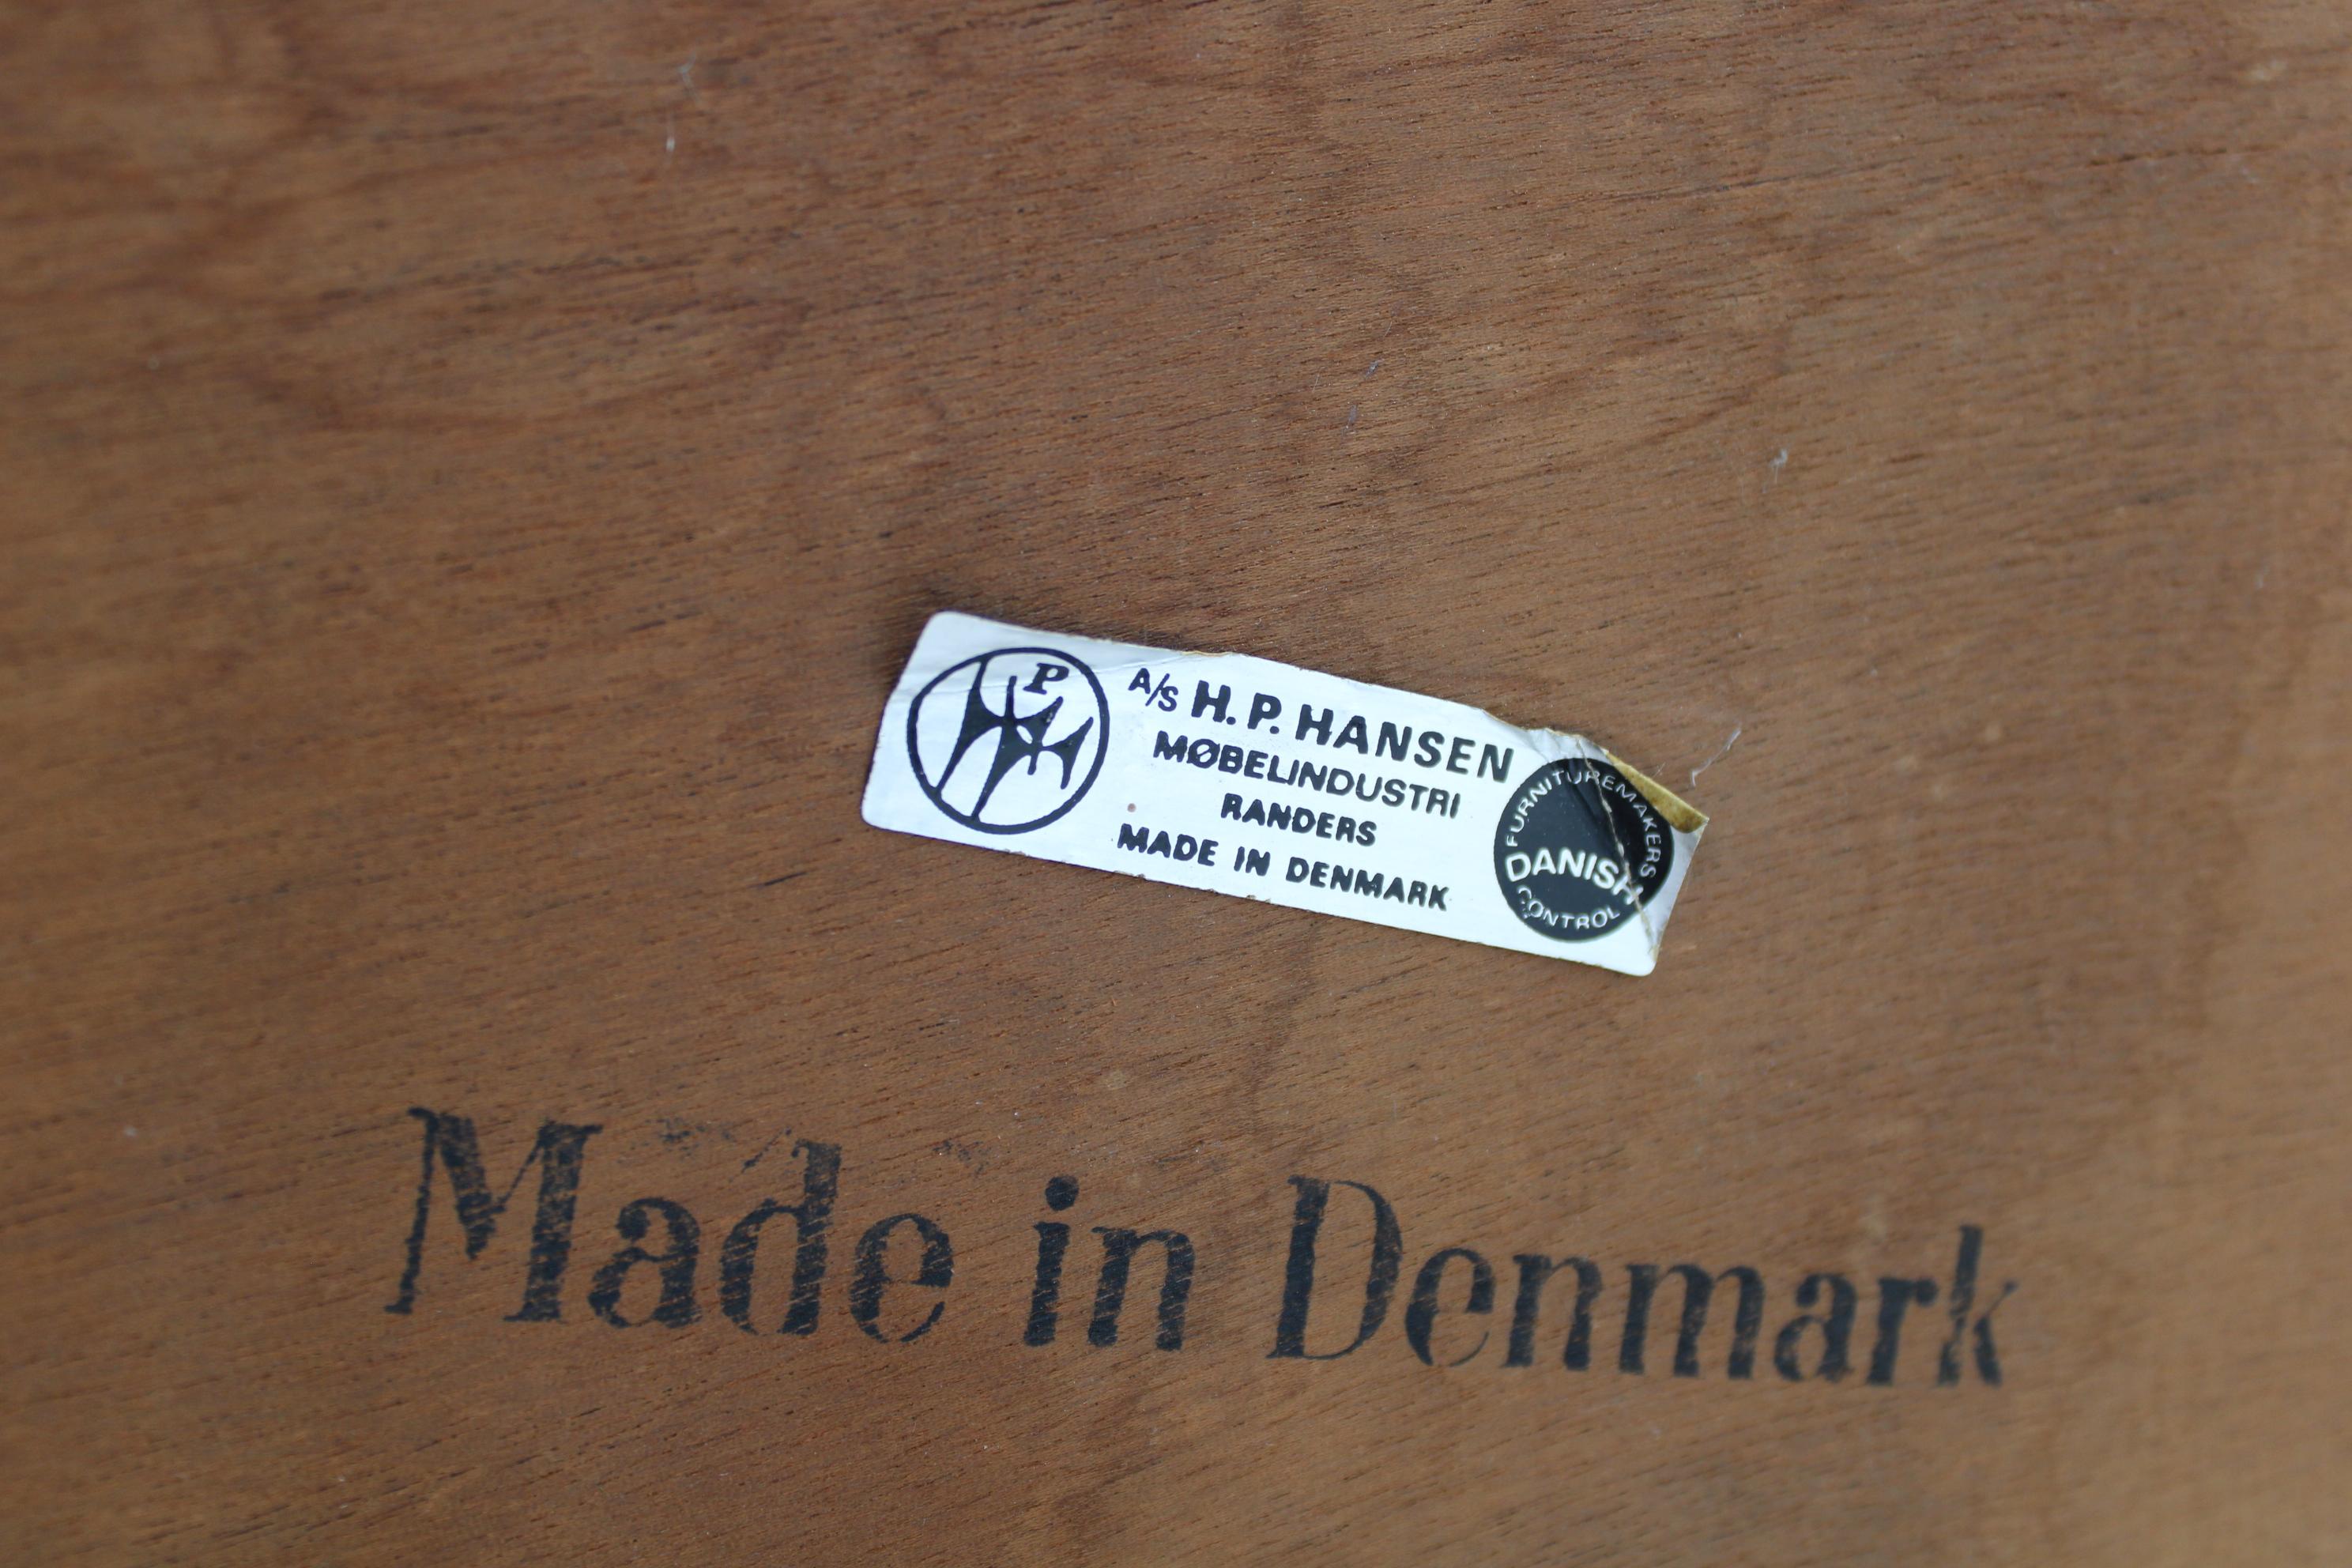 P
A/S H. P. HANSEN
MØBELINDUSTRI
RANDERS
MADE IN DENMARK
FURNITUREMAKERS
DANISH
CONTROL
Made in Denmark